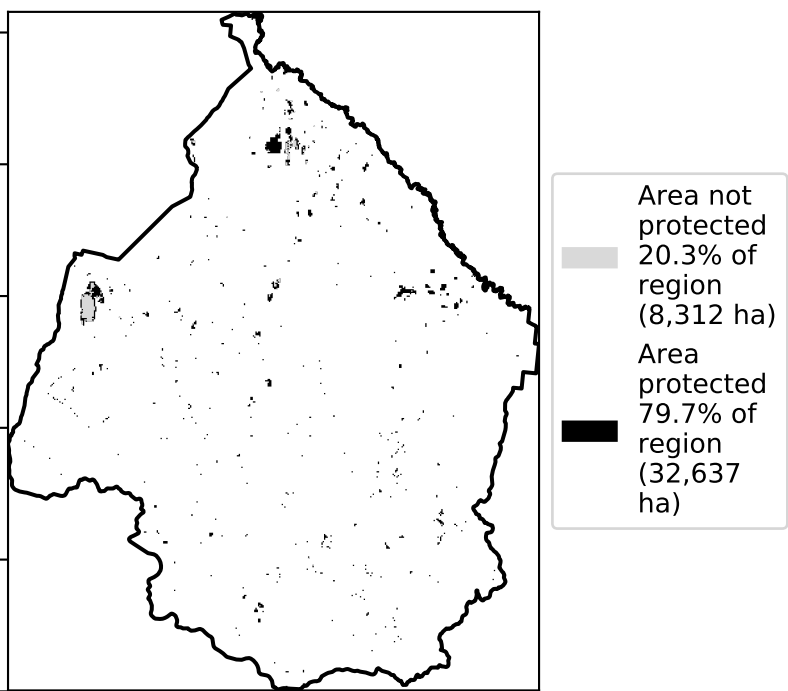 Area not
protected
20.3% of
region
(8,312 ha)
Area
protected
79.7% of
region
(32,637
ha)